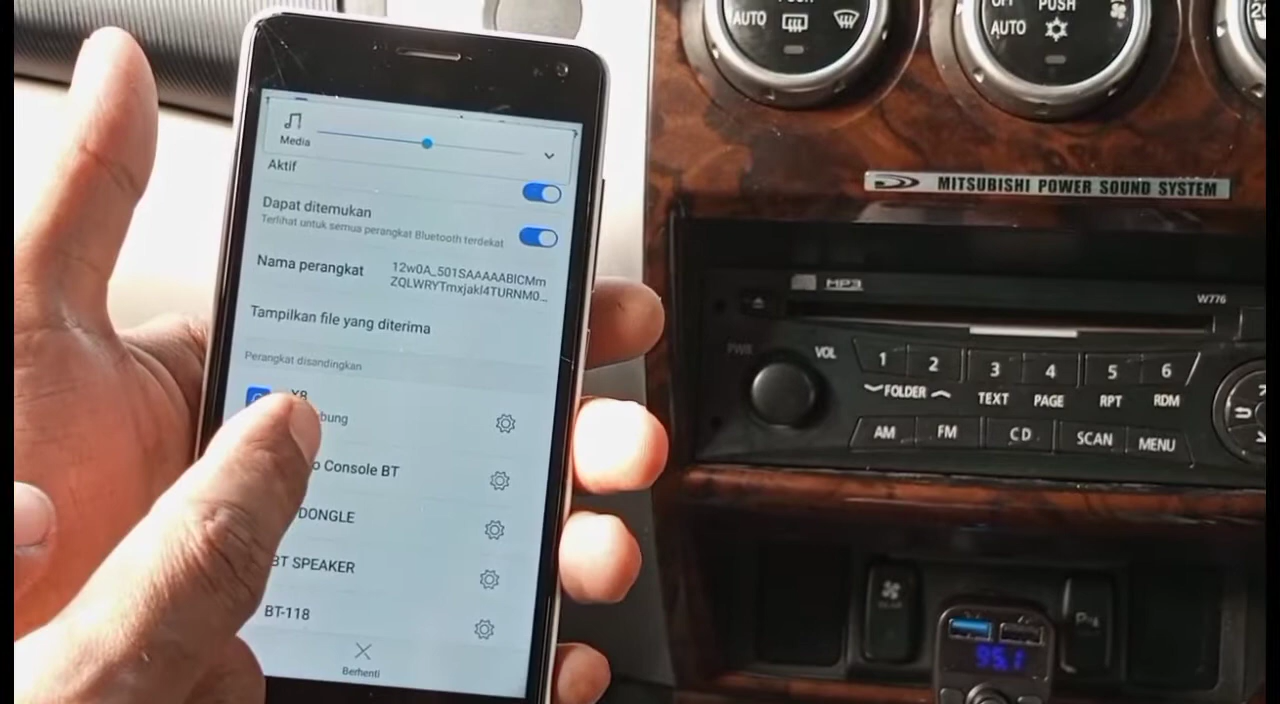 Media
Aktif
Dapat ditemukan
Terlihat untuk semua perangkat Bluetooth terdekat
Nama perangkat
12w0A_501SAAAAABICMm
ZQLWRYTmxjakl4TURNM0...
Tampilkan file yang diterima
Perangkat disandingkan
X8
bung
o Console BT
DONGLE
BT SPEAKER
BT-118
Berhenti
AUTO
PUSH
AUTO
MITSUBISHI POWER SOUND SYSTEM
MP3
W776
PWR
VOL
1 2 3 4 5 6
FOLDER TEXT PAGE RPT RDM
AM FM CD SCAN MENU
95.1